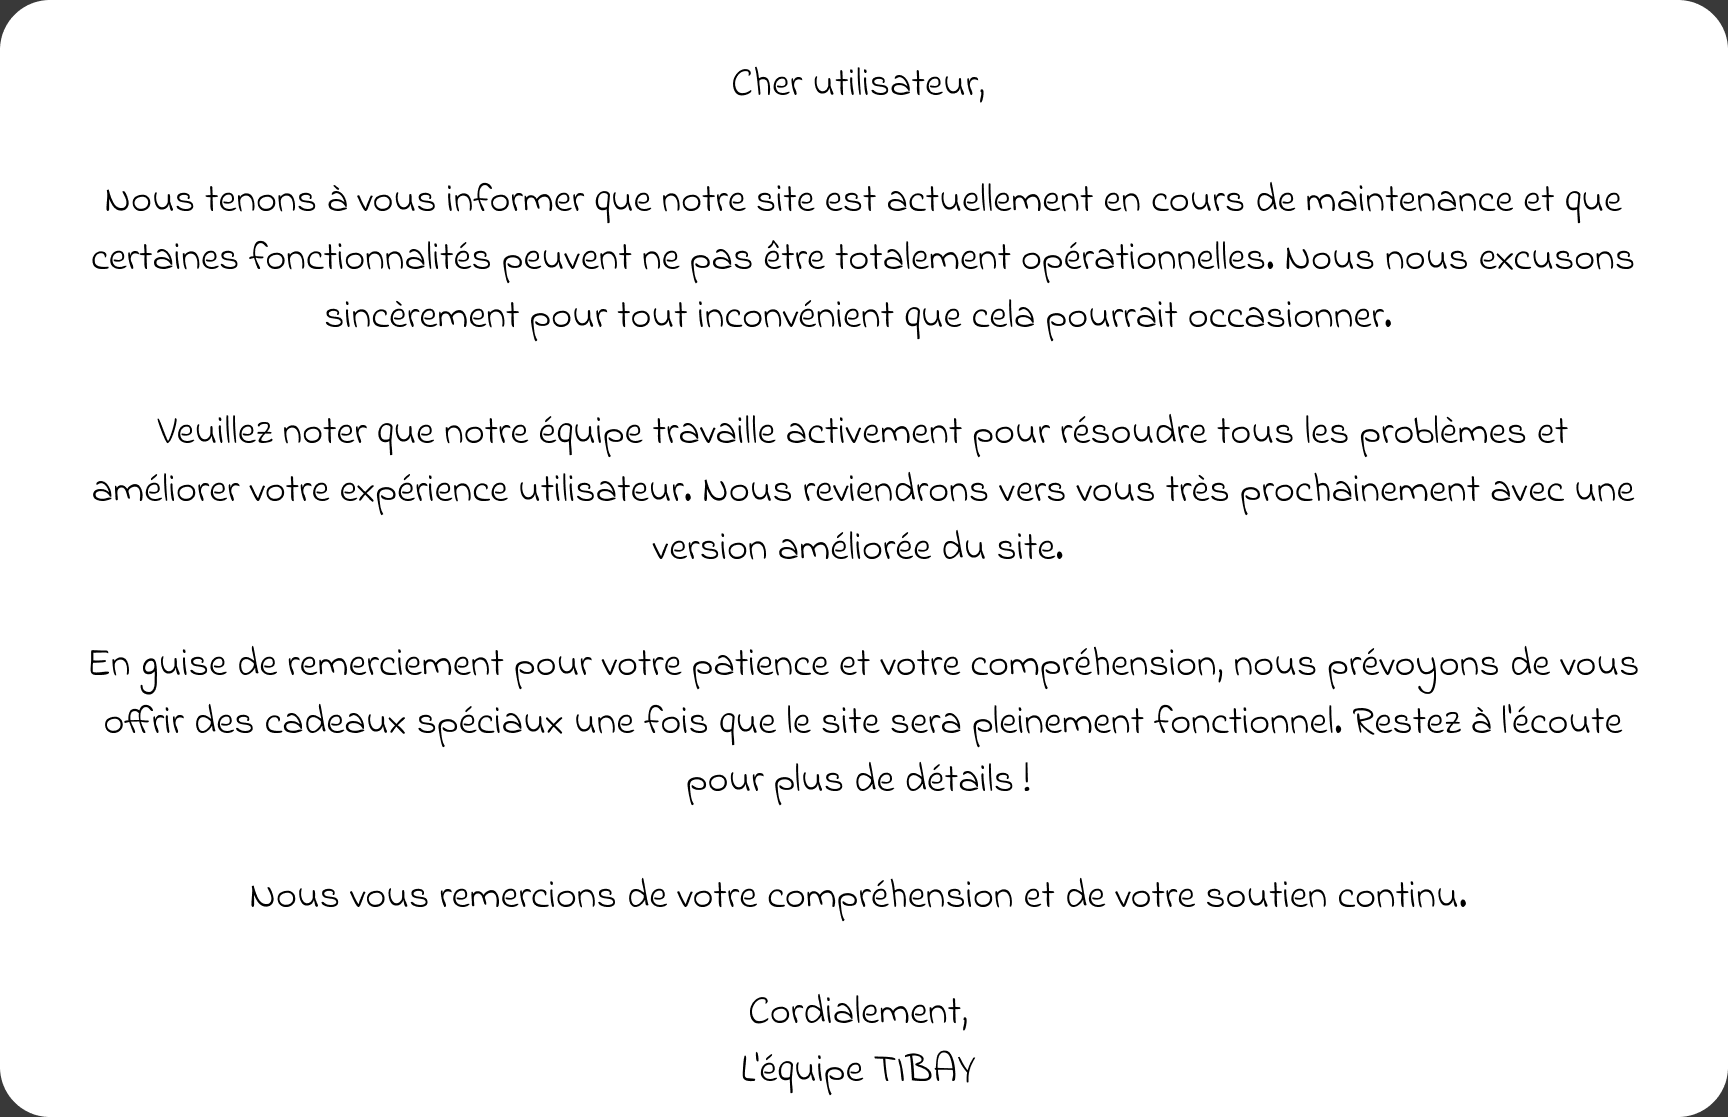 Cher utilisateur,
Nous tenons à vous informer que notre site est actuellement en cours de maintenance et que
certaines fonctionnalités peuvent ne pas être totalement opérationnelles. Nous nous excusons
sincèrement pour tout inconvénient que cela pourrait occasionner.
Veuillez noter que notre équipe travaille activement pour résoudre tous les problèmes et
améliorer votre expérience utilisateur. Nous reviendrons vers vous très prochainement avec une
version améliorée du site.
En guise de remerciement pour votre patience et votre compréhension, nous prévoyons de vous
offrir des cadeaux spéciaux une fois que le site sera pleinement fonctionnel. Restez à l'écoute
pour plus de détails !
Nous vous remercions de votre compréhension et de votre soutien continu.
Cordialement,
L'équipe TIBAY